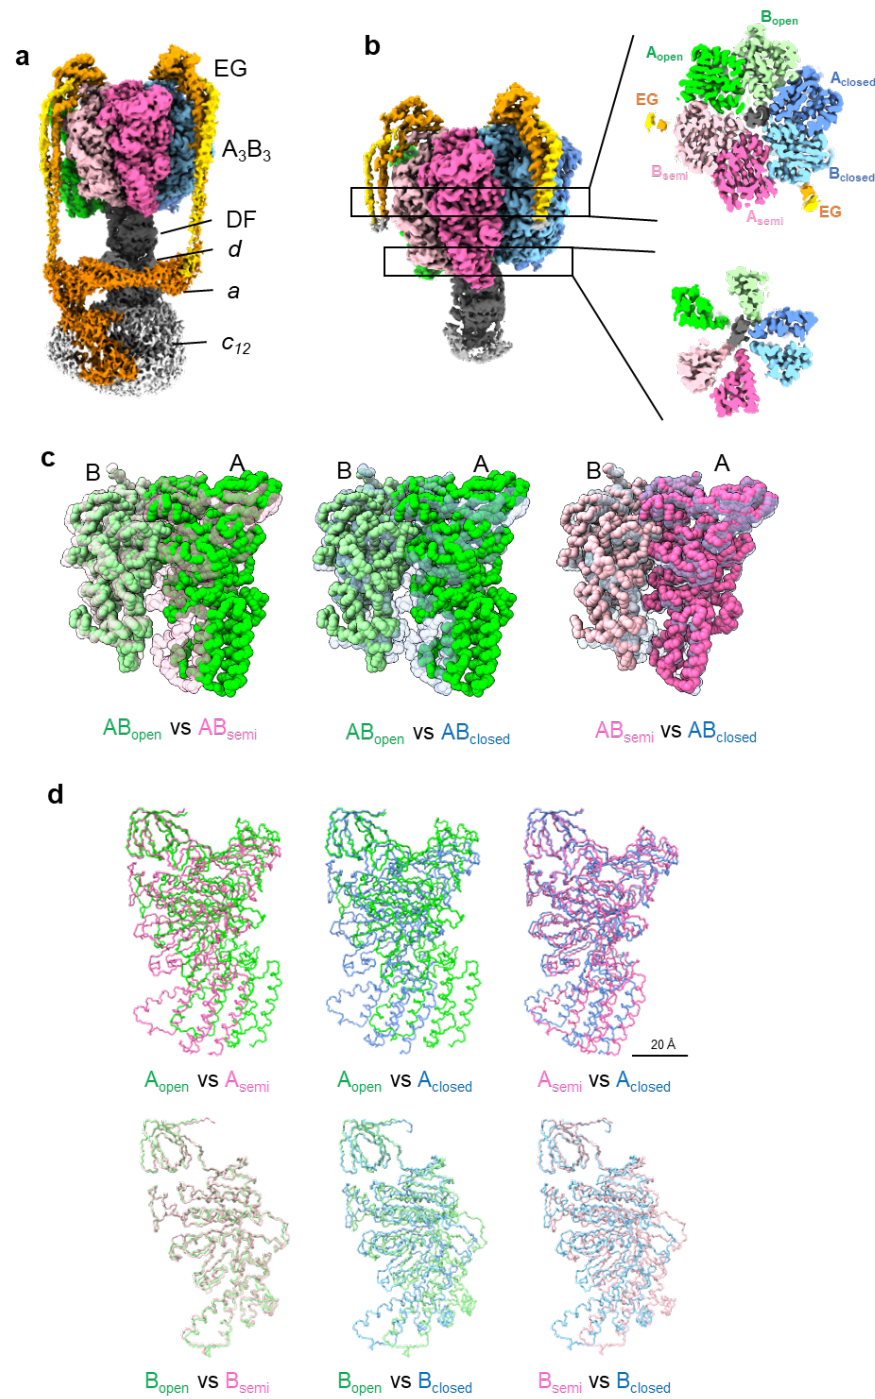 a
EG
A3B3
DF
d
a
c12
b
Bopen
Aopen
Aclosed
EG
Bsemi
Bclosed
Asemi
EG
c
B
A
B
A
B
A
ABopen vs ABsemi
ABopen vs ABclosed
ABsemi vs ABclosed
d
20 Å
Aopen vs Asemi
Aopen vs Aclosed
Asemi vs Aclosed
Bopen vs Bsemi
Bopen vs Bclosed
Bsemi vs Bclosed